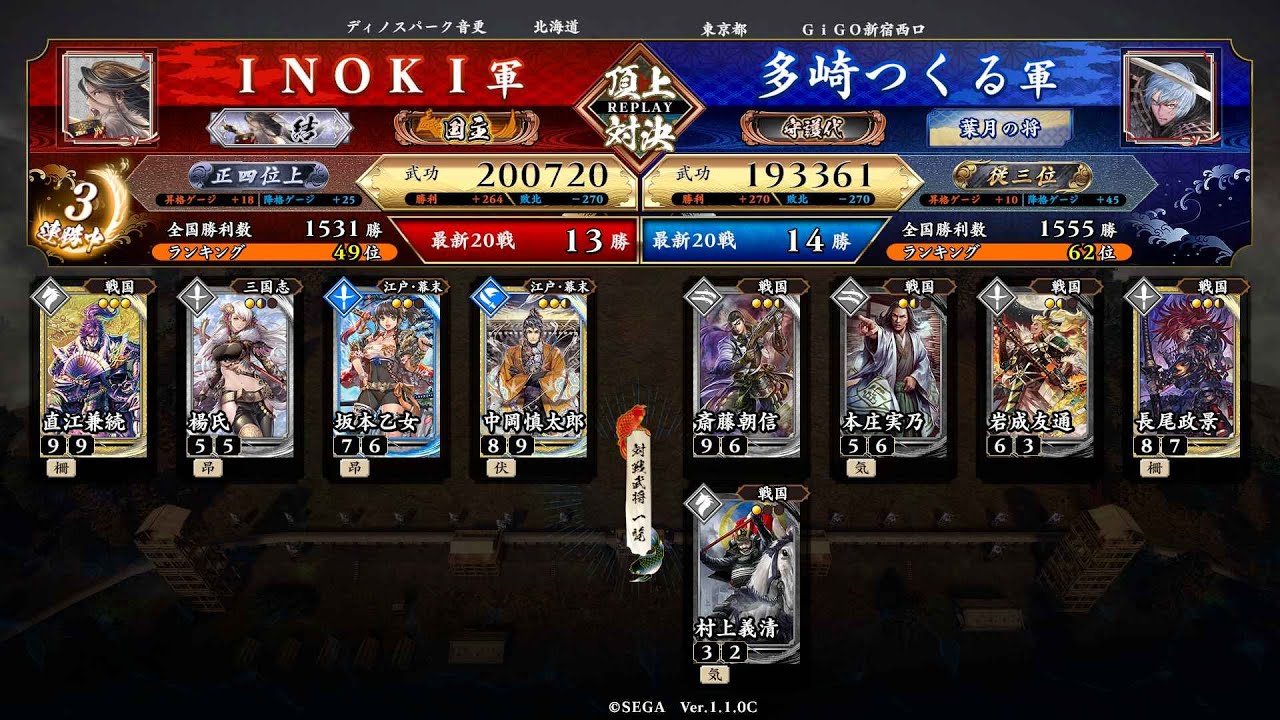 ディノスパーク音更 北海道
東京都 GiGO新宿西口
INOKI軍
頂上
REPLAY
対決
多崎つくる軍
結
国主
守護代
葉月の将
3
連勝中
正四位上
昇格ゲージ +18 降格ゲージ +25
武功 200720
勝利 +264 敗北 -270
武功 193361
勝利 +270 敗北 -270
従三位
昇格ゲージ +10 降格ゲージ +45
全国勝利数 1531勝
ランキング 49位
最新20戦 13勝
最新20戦 14勝
全国勝利数 1555勝
ランキング 62位
戦国
直江兼続
9 9
柵
三国志
楊氏
5 5
昴
江戸・幕末
坂本乙女
7 6
昴
江戸・幕末
中岡慎太郎
8 9
伏
対戦武将一覧
戦国
斎藤朝信
9 6
戦国
本庄実乃
5 6
気
戦国
岩成友通
6 3
戦国
長尾政景
8 7
柵
戦国
村上義清
3 2
気
©SEGA Ver.1.1.0C